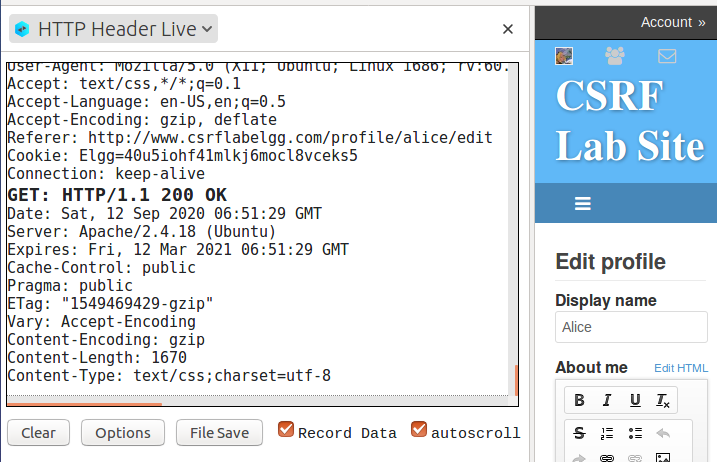 HTTP Header Live
User-Agent: Mozilla/5.0 (X11; Ubuntu; Linux i686; rv:60.
Accept: text/css,*/*;q=0.1
Accept-Language: en-US,en;q=0.5
Accept-Encoding: gzip, deflate
Referer: http://www.csrflabelgg.com/profile/alice/edit
Cookie: Elgg=40u5iohf41mlkj6mocl8vceks5
Connection: keep-alive
GET: HTTP/1.1 200 OK
Date: Sat, 12 Sep 2020 06:51:29 GMT
Server: Apache/2.4.18 (Ubuntu)
Expires: Fri, 12 Mar 2021 06:51:29 GMT
Cache-Control: public
Pragma: public
ETag: "1549469429-gzip"
Vary: Accept-Encoding
Content-Encoding: gzip
Content-Length: 1670
Content-Type: text/css;charset=utf-8
Clear Options File Save Record Data autoscroll
Account »
CSRF
Lab Site
Edit profile
Display name
Alice
About me Edit HTML
B I U Tx
S